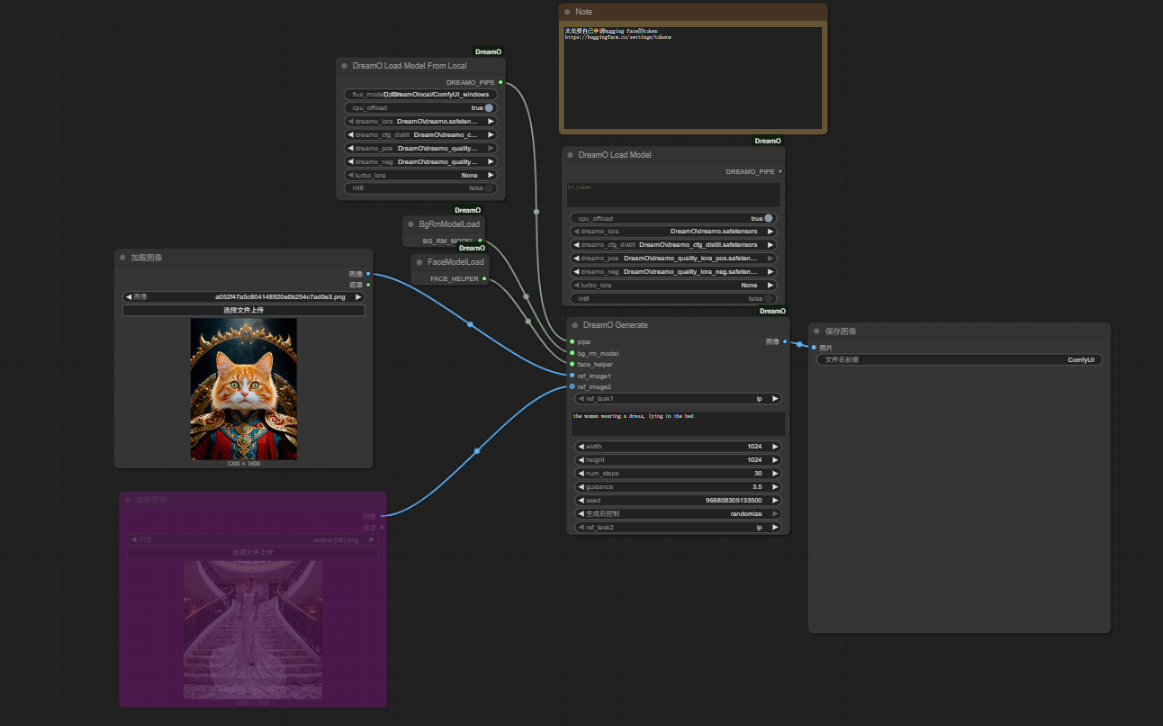 Note
此处要自己申请hugging face的token
https://huggingface.co/settings/tokens
DreamO
DreamO Load Model From Local
DREAMO_PIPE
cpu_offload true
dreamo_lora DreamO\dreamo.safeten...
dreamo_cfg_distill DreamO\dreamo_c...
dreamo_pos DreamO\dreamo_quality...
dreamo_neg DreamO\dreamo_quality...
turbo_lora None
int8 false
DreamO
DreamO Load Model
DREAMO_PIPE
hf_token
cpu_offload true
dreamo_lora DreamO\dreamo.safetensors
dreamo_cfg_distill DreamO\dreamo_cfg_distill.safetensors
dreamo_pos DreamO\dreamo_quality_lora_pos.safeten...
dreamo_neg DreamO\dreamo_quality_lora_neg.safeten...
turbo_lora None
int8 false
DreamO
BgRmModelLoad
BG_RM_MODEL
DreamO
FaceModelLoad
FACE_HELPER
加载图像
图像
遮罩
图像 a052f47a5c804148920e0b254c7ad0e3.png
选择文件上传
1200 × 1600
DreamO
DreamO Generate
pipe 图像
bg_rm_model
face_helper
ref_image1
ref_image2
ref_task1 ip
the woman wearing a dress, lying in the bed
width 1024
height 1024
num_steps 30
guidance 3.5
seed 966808305133500
生成后控制 randomize
ref_task2 ip
保存图像
图片
文件名前缀 ComfyUI
加载图像
图像
遮罩
图像
选择文件上传